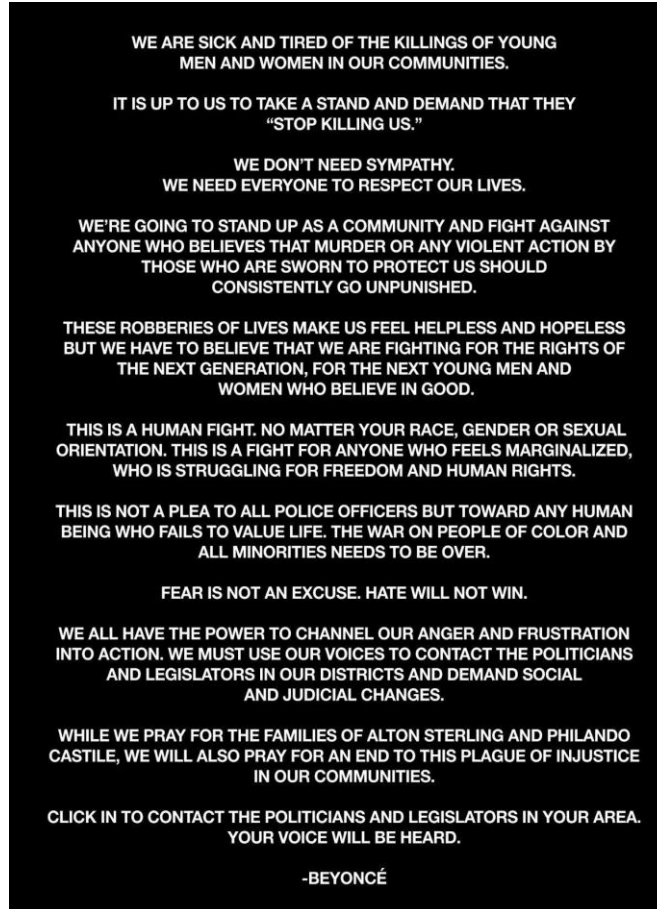 WE ARE SICK AND TIRED OF THE KILLINGS OF YOUNG
MEN AND WOMEN IN OUR COMMUNITIES.
IT IS UP TO US TO TAKE A STAND AND DEMAND THAT THEY
“STOP KILLING US.”
WE DON’T NEED SYMPATHY.
WE NEED EVERYONE TO RESPECT OUR LIVES.
WE’RE GOING TO STAND UP AS A COMMUNITY AND FIGHT AGAINST
ANYONE WHO BELIEVES THAT MURDER OR ANY VIOLENT ACTION BY
THOSE WHO ARE SWORN TO PROTECT US SHOULD
CONSISTENTLY GO UNPUNISHED.
THESE ROBBERIES OF LIVES MAKE US FEEL HELPLESS AND HOPELESS
BUT WE HAVE TO BELIEVE THAT WE ARE FIGHTING FOR THE RIGHTS OF
THE NEXT GENERATION, FOR THE NEXT YOUNG MEN AND
WOMEN WHO BELIEVE IN GOOD.
THIS IS A HUMAN FIGHT. NO MATTER YOUR RACE, GENDER OR SEXUAL
ORIENTATION. THIS IS A FIGHT FOR ANYONE WHO FEELS MARGINALIZED,
WHO IS STRUGGLING FOR FREEDOM AND HUMAN RIGHTS.
THIS IS NOT A PLEA TO ALL POLICE OFFICERS BUT TOWARD ANY HUMAN
BEING WHO FAILS TO VALUE LIFE. THE WAR ON PEOPLE OF COLOR AND
ALL MINORITIES NEEDS TO BE OVER.
FEAR IS NOT AN EXCUSE. HATE WILL NOT WIN.
WE ALL HAVE THE POWER TO CHANNEL OUR ANGER AND FRUSTRATION
INTO ACTION. WE MUST USE OUR VOICES TO CONTACT THE POLITICIANS
AND LEGISLATORS IN OUR DISTRICTS AND DEMAND SOCIAL
AND JUDICIAL CHANGES.
WHILE WE PRAY FOR THE FAMILIES OF ALTON STERLING AND PHILANDO
CASTILE, WE WILL ALSO PRAY FOR AN END TO THIS PLAGUE OF INJUSTICE
IN OUR COMMUNITIES.
CLICK IN TO CONTACT THE POLITICIANS AND LEGISLATORS IN YOUR AREA.
YOUR VOICE WILL BE HEARD.
-BEYONCÉ